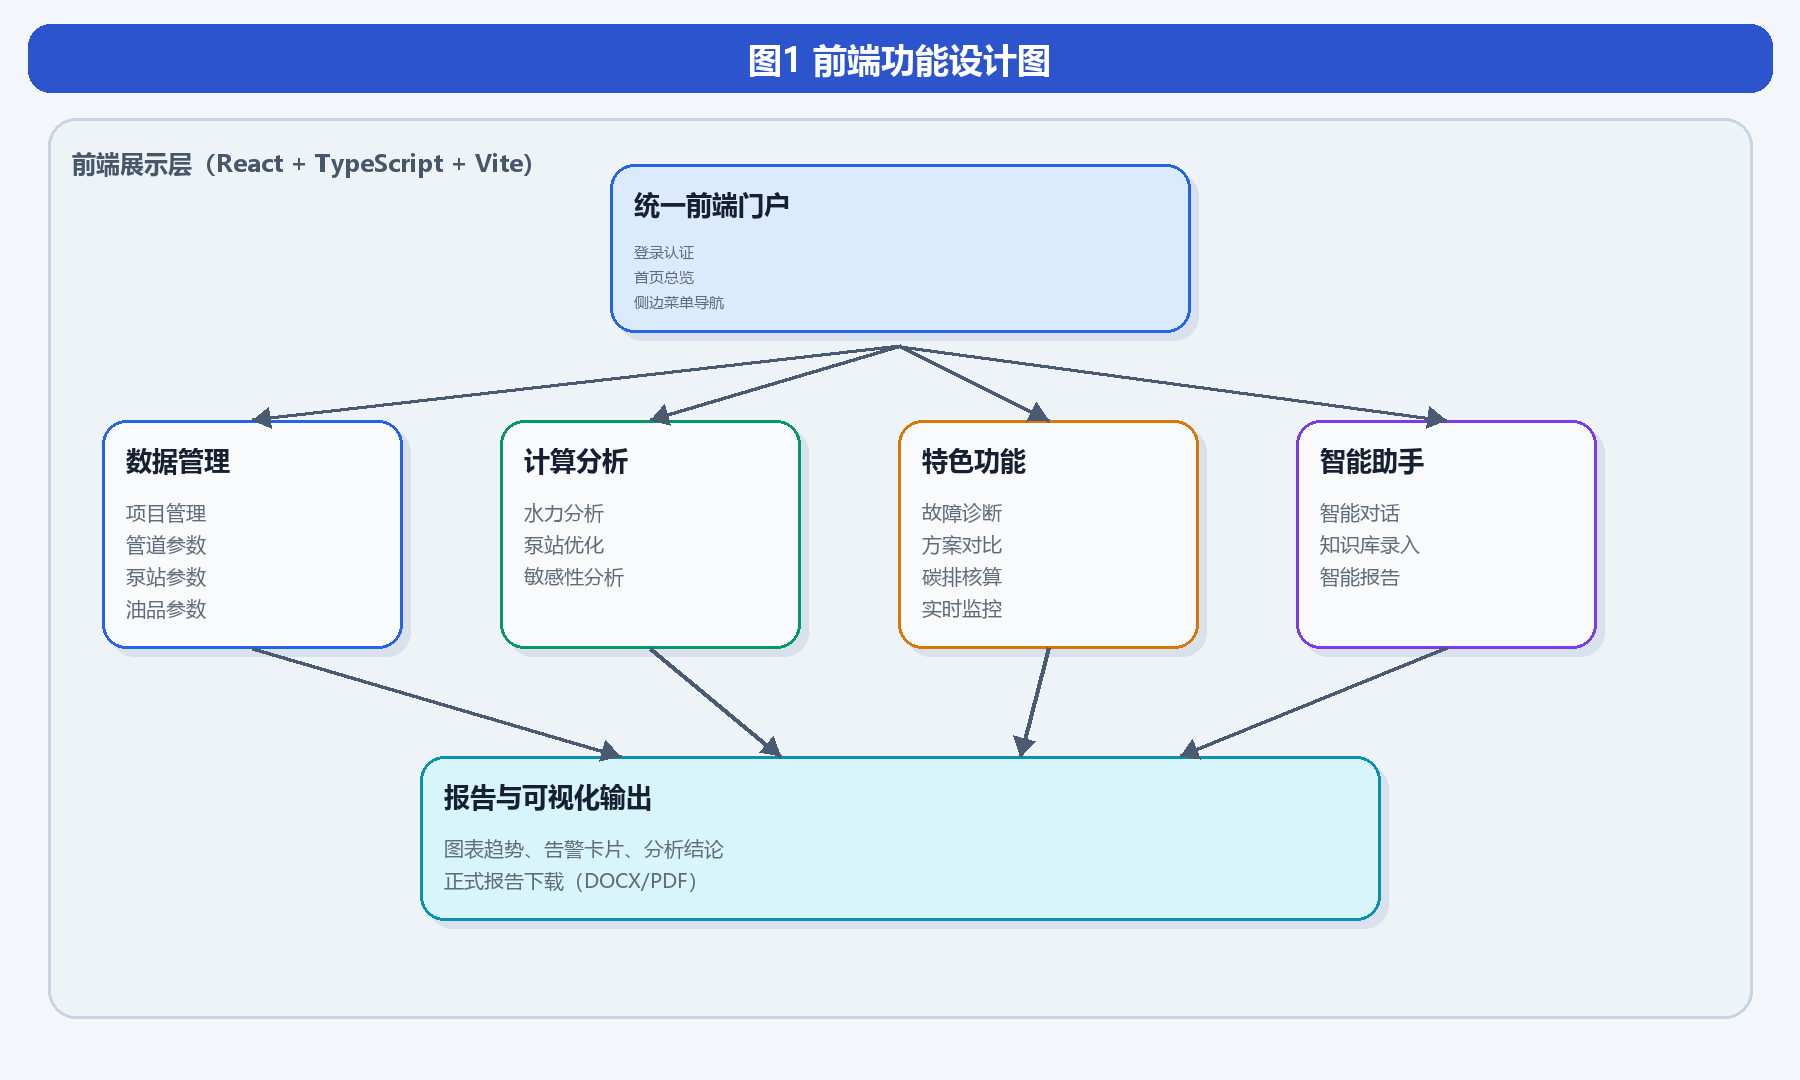 图1 前端功能设计图
前端展示层（React + TypeScript + Vite）
统一前端门户
登录认证
首页总览
侧边菜单导航
数据管理
项目管理
管道参数
泵站参数
油品参数
计算分析
水力分析
泵站优化
敏感性分析
特色功能
故障诊断
方案对比
碳排核算
实时监控
智能助手
智能对话
知识库录入
智能报告
报告与可视化输出
图表趋势、告警卡片、分析结论
正式报告下载（DOCX/PDF）